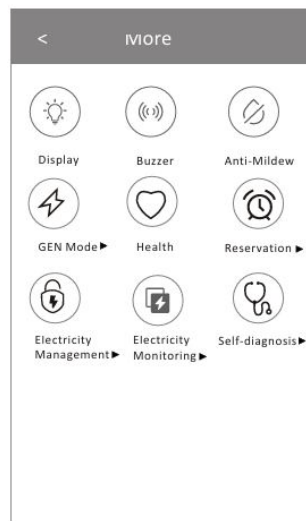 < More
Display Buzzer Anti-Mildew
GEN Mode▶ Health Reservation▶
Electricity Electricity Self-diagnosis▶
Management▶ Monitoring▶